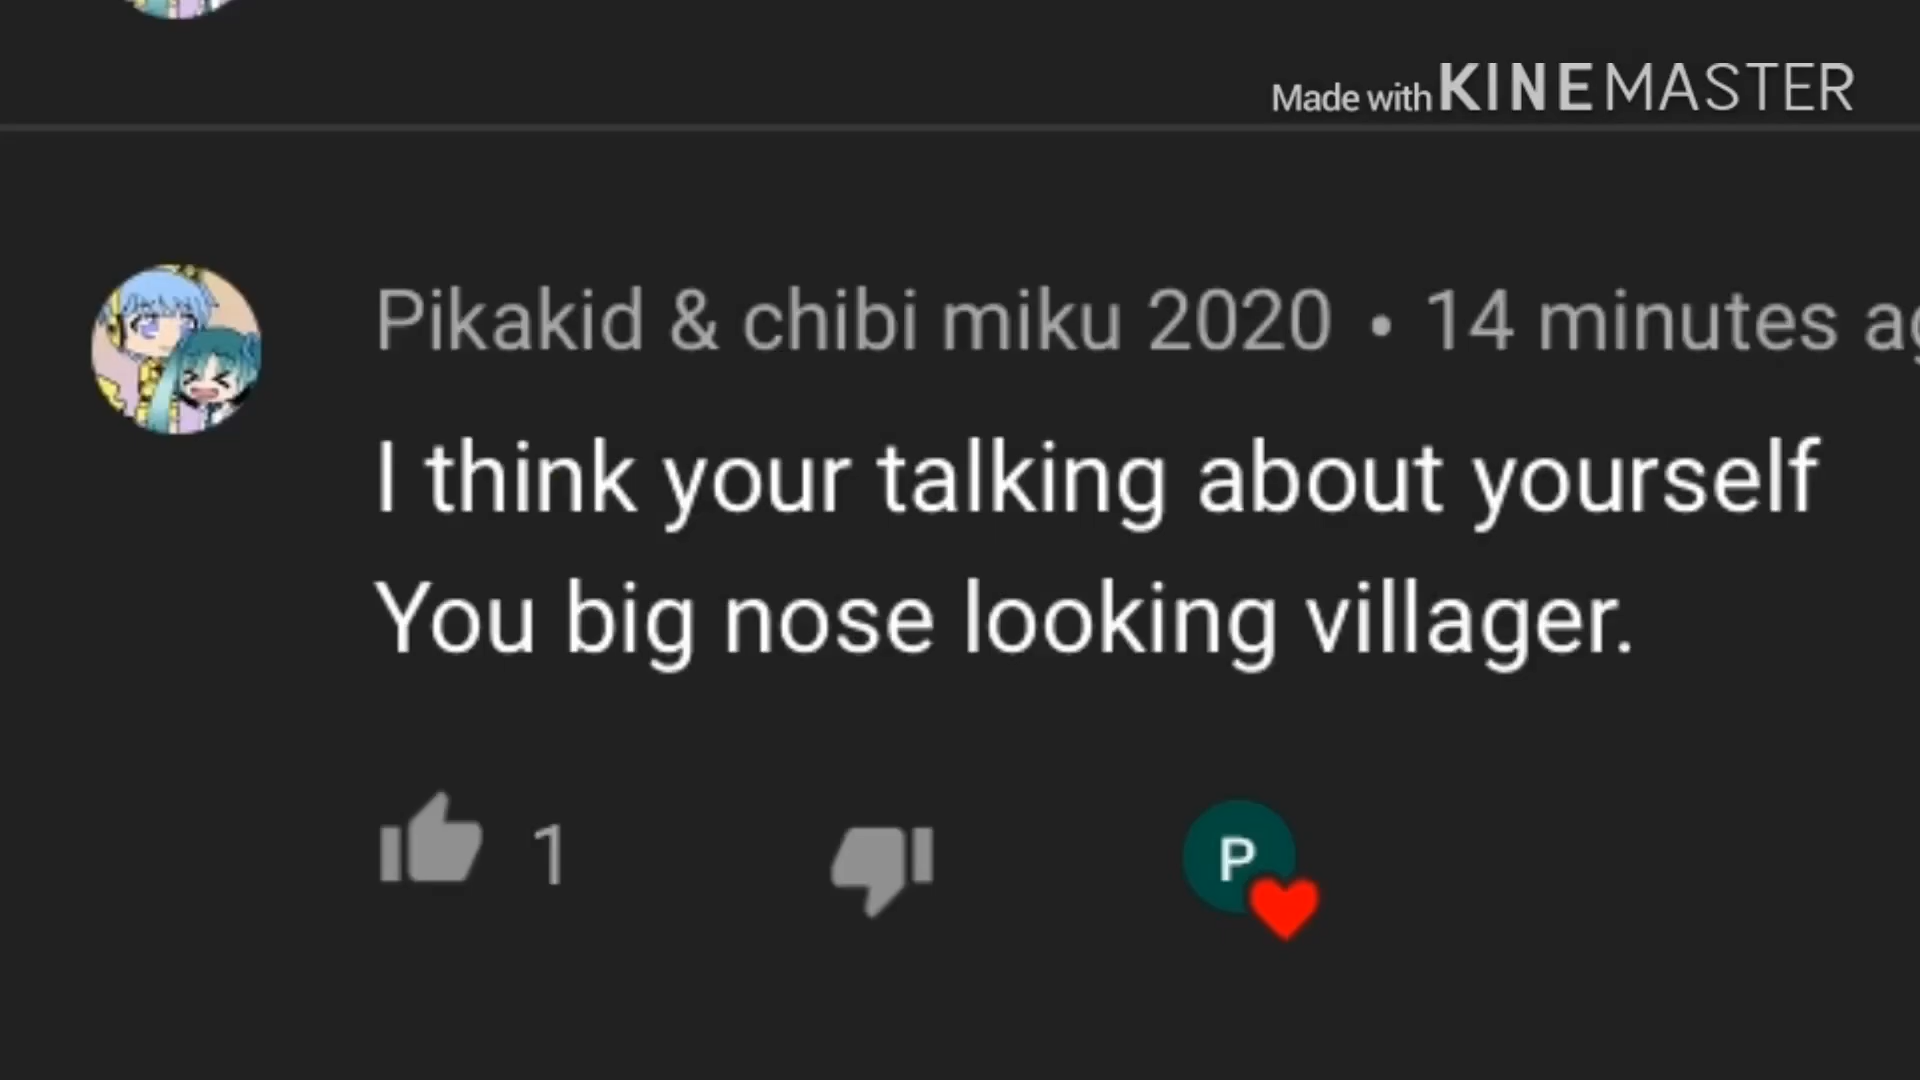 Made with KINEMASTER
Pikakid & chibi miku 2020 • 14 minutes
I think your talking about yourself
You big nose looking villager.
1
P